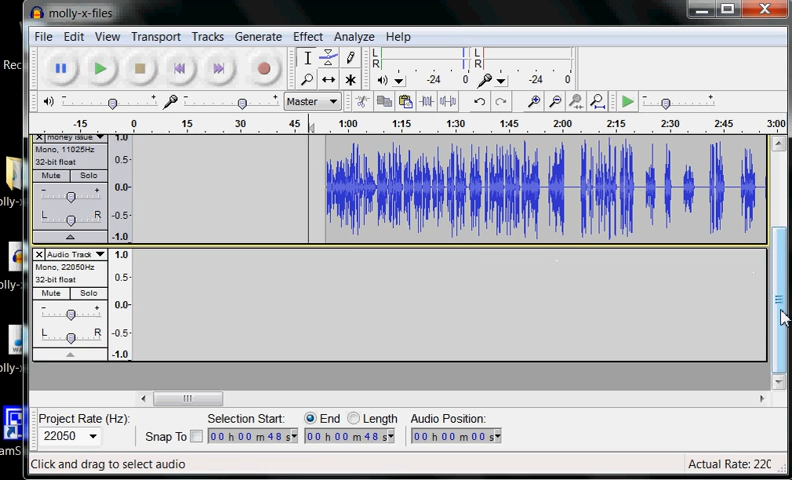 molly-x-files
File Edit View Transport Tracks Generate Effect Analyze Help
Rec
L R -24 0 L R -24 0
Master
-15 0 15 30 45 1:00 1:15 1:30 1:45 2:00 2:15 2:30 2:45 3:00
money issue 1.0
Mono, 11025Hz
32-bit float 0.5
Mute Solo
- + 0.0
L R -0.5
-1.0
Audio Track 1.0
Mono, 22050Hz
32-bit float 0.5
Mute Solo
- + 0.0
L R -0.5
-1.0
olly-x
olly-x
olly-x
amS
Project Rate (Hz): Selection Start: End Length Audio Position:
22050 Snap To 00 h 00 m 48 s 00 h 00 m 48 s 00 h 00 m 00 s
Click and drag to select audio Actual Rate: 220